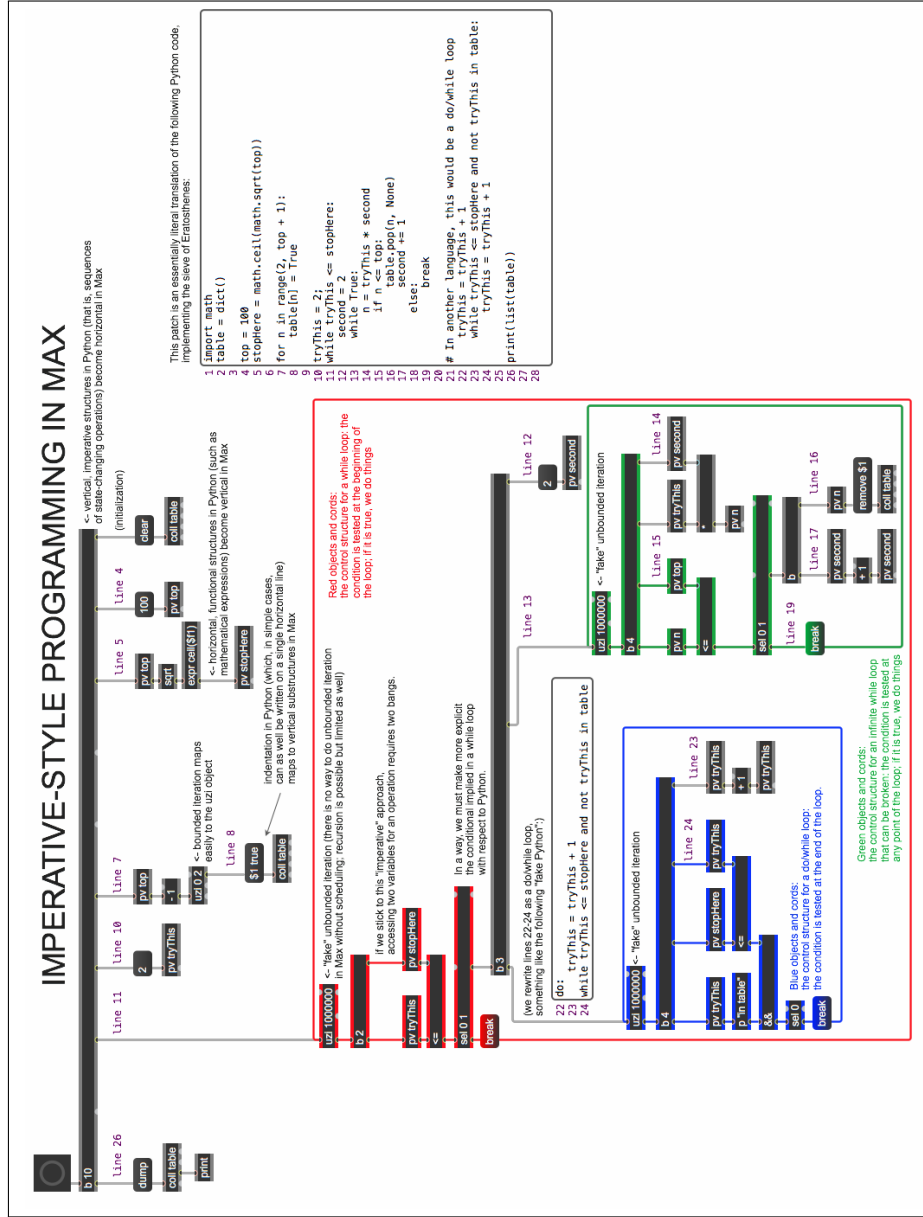 IMPERATIVE-STYLE PROGRAMMING IN MAX
b 10
<- vertical, imperative structures in Python (that is, sequences
of state-changing operations) become horizontal in Max
line 26
dump
coll table
print
line 11
line 10
2
pv tryThis
line 7
pv top
- 1
uzi 0 2
<- bounded iteration maps
easily to the uzi object
line 8
$1 true
coll table
indentation in Python (which, in simple cases,
can as well be written on a single horizontal line)
maps to vertical substructures in Max
line 5
pv top
sqrt
expr ceil($f1)
<- horizontal, functional structures in Python (such as
mathematical expressions) become vertical in Max
pv stopHere
line 4
100
pv top
(initialization)
clear
coll table
This patch is an essentially literal translation of the following Python code,
implementing the sieve of Eratosthenes:
1 import math
2 table = dict()
3
4 top = 100
5 stopHere = math.ceil(math.sqrt(top))
6
7 for n in range(2, top + 1):
8 table[n] = True
9
10 tryThis = 2;
11 while tryThis <= stopHere:
12 second = 2
13 while True:
14 n = tryThis * second
15 if n <= top:
16 table.pop(n, None)
17 second += 1
18 else:
19 break
20
21 # In another language, this would be a do/while loop
22 tryThis = tryThis + 1
23 while tryThis <= stopHere and not tryThis in table:
24 tryThis = tryThis + 1
25
26 print(list(table))
27
28
uzi 1000000
<- "fake" unbounded iteration (there is no way to do unbounded iteration
in Max without scheduling; recursion is possible but limited as well)
b 2
if we stick to this "imperative" approach,
accessing two variables for an operation requires two bangs.
pv tryThis
pv stopHere
<=
sel 0 1
break
In a way, we must make more explicit
the conditional implied in a while loop
with respect to Python.
Red objects and cords:
the control structure for a while loop: the
condition is tested at the beginning of
the loop; if it is true, we do things
b 3
(we rewrite lines 22-24 as a do/while loop,
something like the following "fake Python":)
22 do:
23 tryThis = tryThis + 1
24 while tryThis <= stopHere and not tryThis in table
line 13
line 12
2
pv second
uzi 1000000
<- "fake" unbounded iteration
b 4
line 24
line 23
pv tryThis
pv stopHere
pv tryThis
pv tryThis
p "in table"
<=
+ 1
&&
pv tryThis
sel 0
break
Blue objects and cords:
the control structure for a do/while loop:
the condition is tested at the end of the loop.
uzi 1000000
<- "fake" unbounded iteration
b 4
line 15
line 14
pv n
pv top
pv tryThis
pv second
<=
*
pv n
sel 0 1
line 19
break
b
line 17
line 16
pv second
pv n
+ 1
remove $1
pv second
coll table
Green objects and cords:
the control structure for an infinite while loop
that can be broken: the condition is tested at
any point of the loop; if it is true, we do things